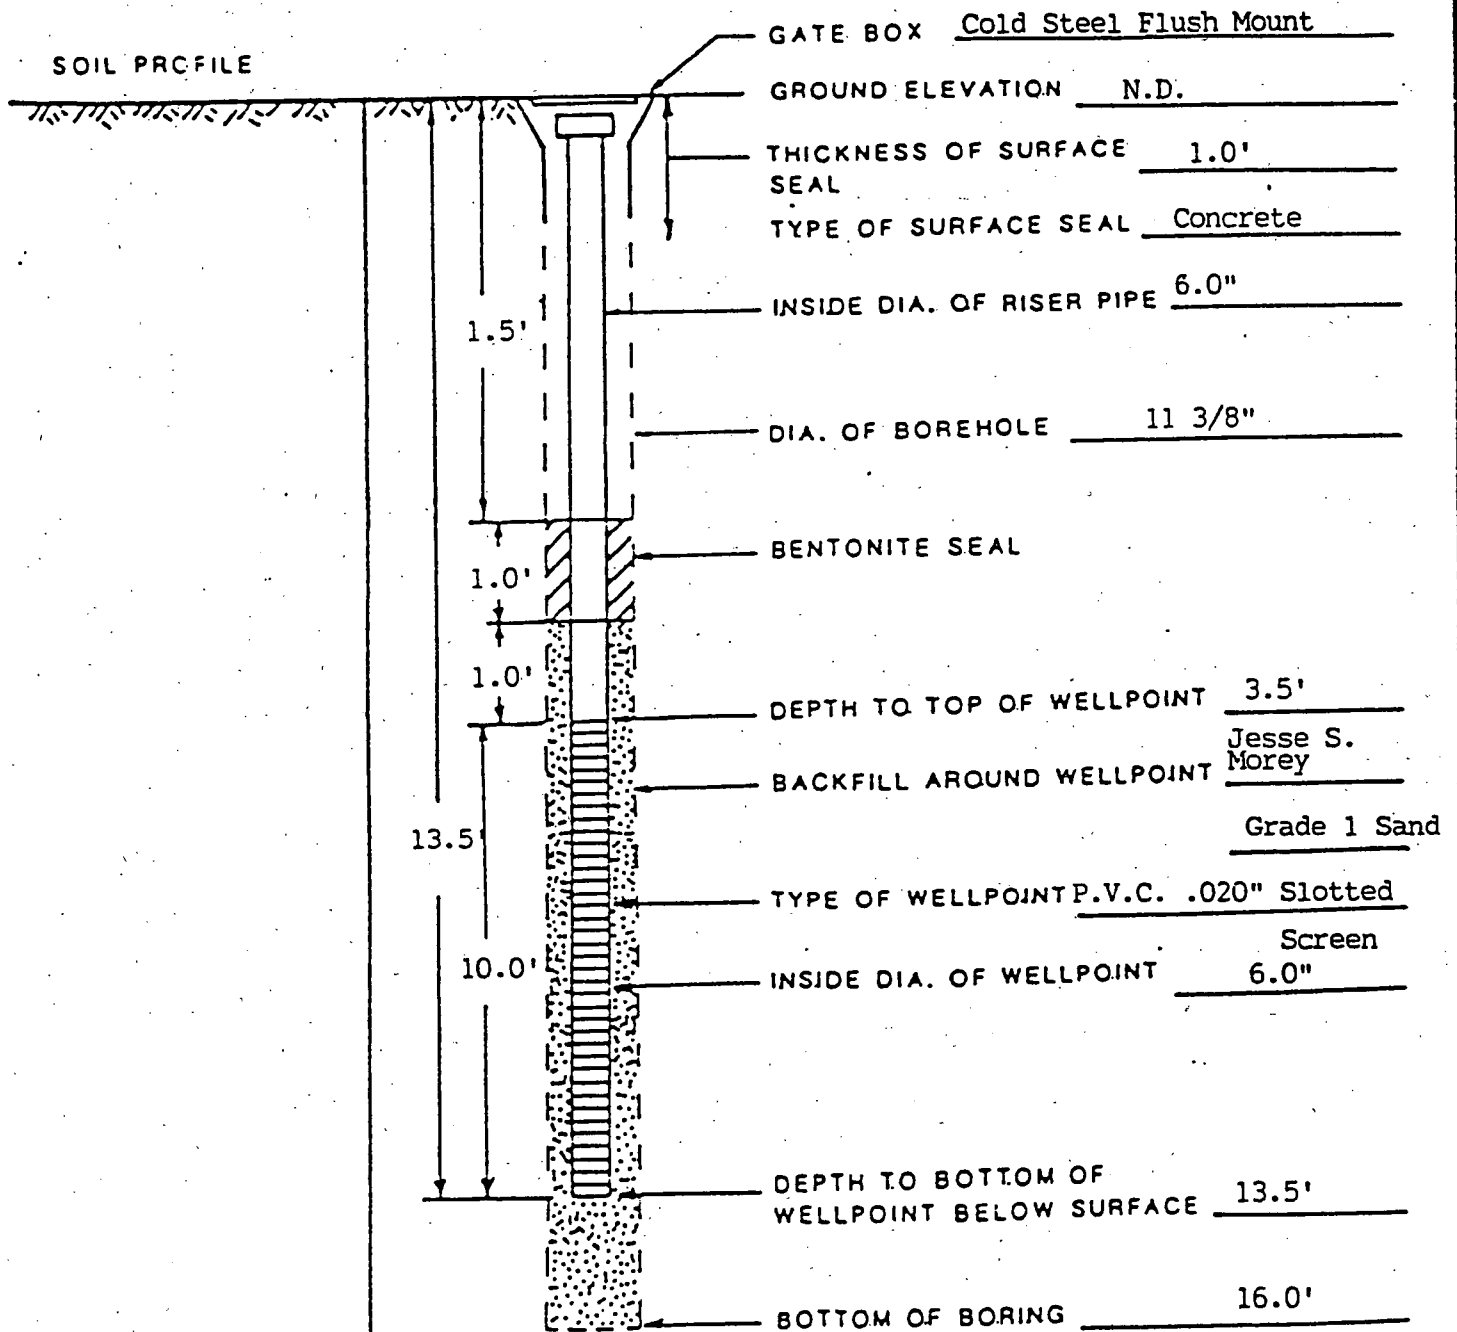 GATE BOX Cold Steel Flush Mount
SOIL PROFILE
GROUND ELEVATION N.D.
THICKNESS OF SURFACE 1.0'
SEAL
TYPE OF SURFACE SEAL Concrete
INSIDE DIA. OF RISER PIPE 6.0"
1.5'
DIA. OF BOREHOLE 11 3/8"
BENTONITE SEAL
1.0'
1.0'
DEPTH TO TOP OF WELLPOINT 3.5'
Jesse S.
BACKFILL AROUND WELLPOINT Morey
Grade 1 Sand
13.5'
TYPE OF WELLPOINT P.V.C. .020" Slotted
Screen
10.0'
INSIDE DIA. OF WELLPOINT 6.0"
DEPTH TO BOTTOM OF
WELLPOINT BELOW SURFACE 13.5'
BOTTOM OF BORING 16.0'